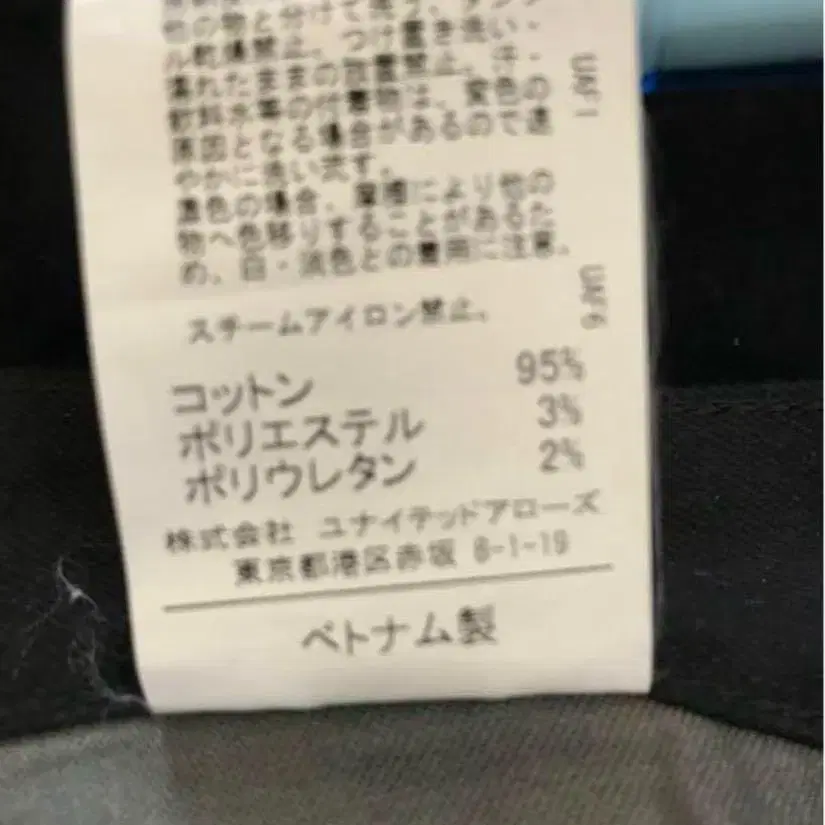 他の物と分けて洗う、タンブ
ル乾燥禁止、つけ置き洗い・
濡れたままの放置禁止。汗・
飲料水等の付着物は、変色の
原因となる場合があるので速
やかに洗い流す。
濃色の場合、摩擦により他の
物へ色移りすることがあるた
め、白・淡色との着用に注意。
UAF1
スチームアイロン禁止。
UAF6
コットン 95%
ポリエステル 3%
ポリウレタン 2%
株式会社 ユナイテッドアローズ
東京都港区赤坂 8-1-19
ベトナム製